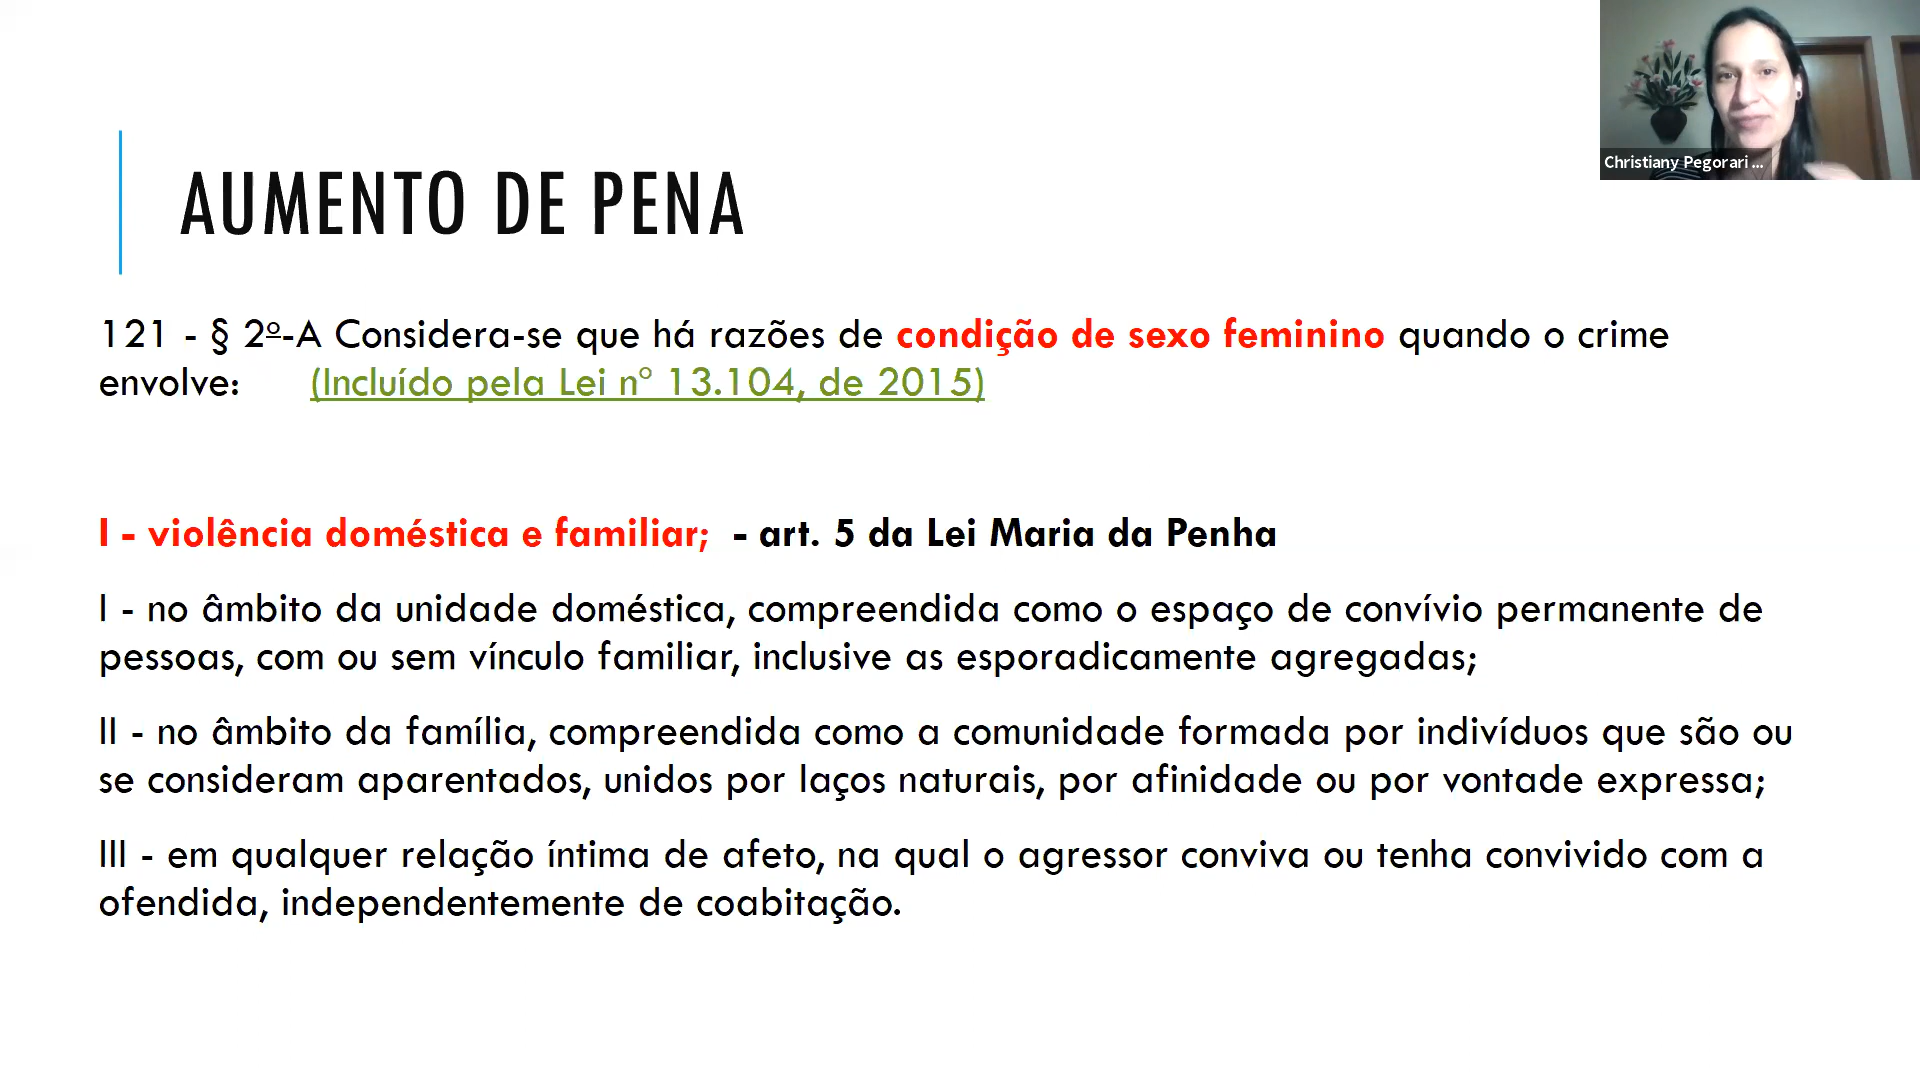 Christiany Pegorari ...
AUMENTO DE PENA
121 - § 2º-A Considera-se que há razões de condição de sexo feminino quando o crime
envolve: (Incluído pela Lei nº 13.104, de 2015)
I - violência doméstica e familiar; - art. 5 da Lei Maria da Penha
I - no âmbito da unidade doméstica, compreendida como o espaço de convívio permanente de
pessoas, com ou sem vínculo familiar, inclusive as esporadicamente agregadas;
II - no âmbito da família, compreendida como a comunidade formada por indivíduos que são ou
se consideram aparentados, unidos por laços naturais, por afinidade ou por vontade expressa;
III - em qualquer relação íntima de afeto, na qual o agressor conviva ou tenha convivido com a
ofendida, independentemente de coabitação.